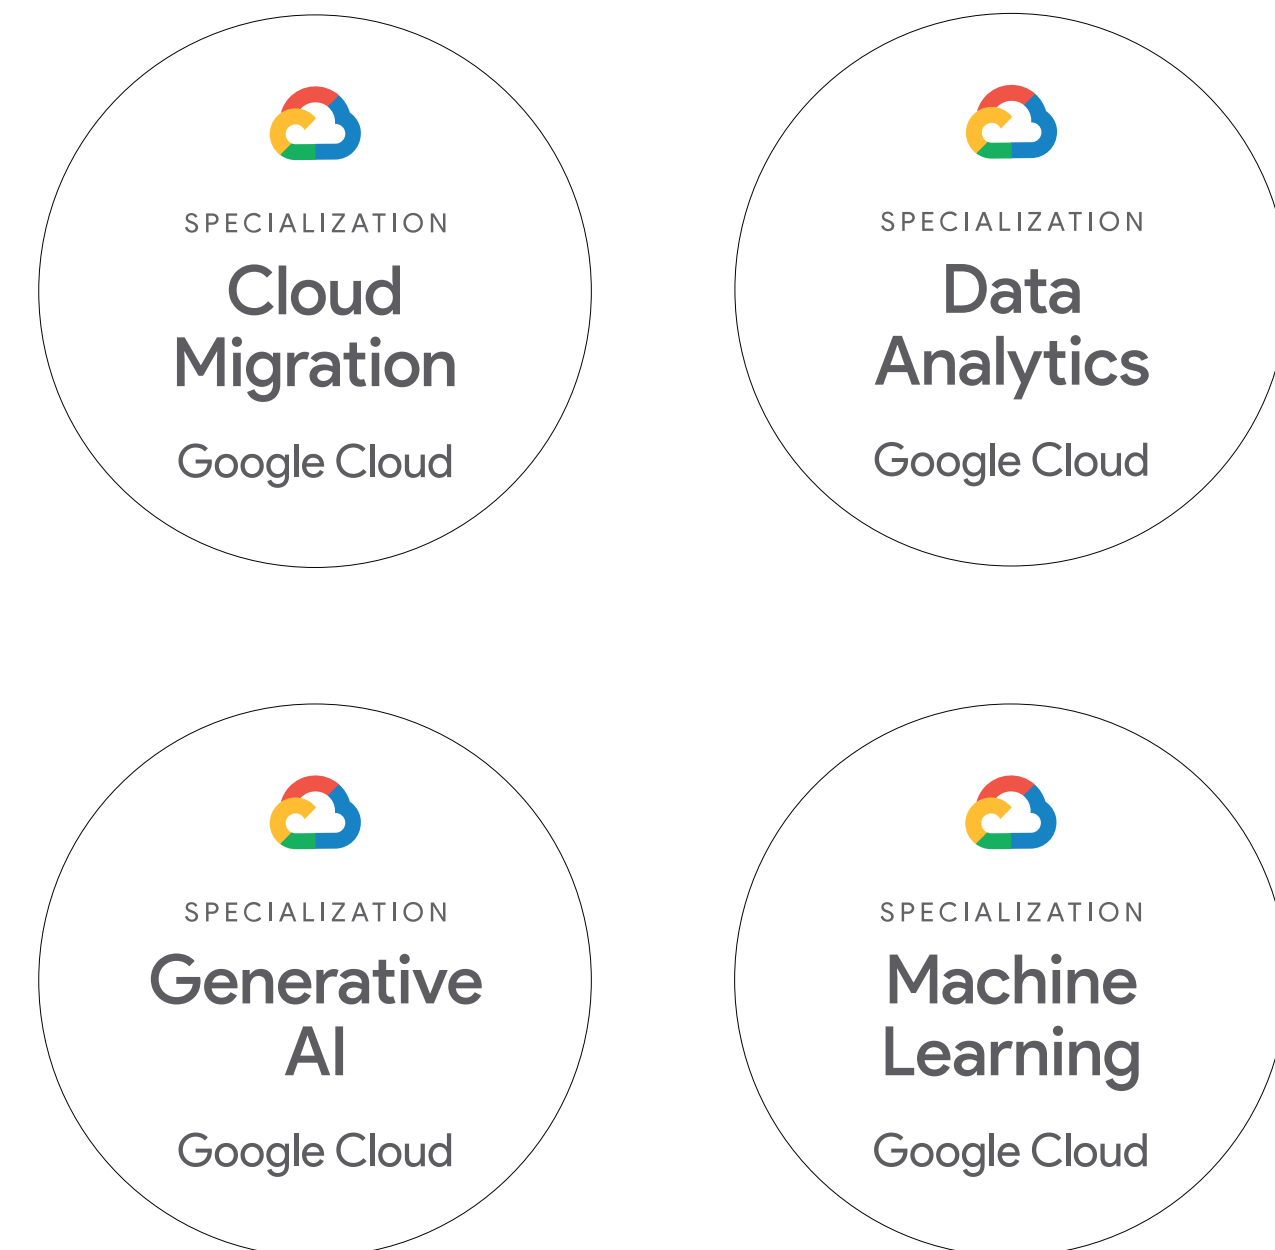 SPECIALIZATION
Cloud
Migration
Google Cloud
SPECIALIZATION
Data
Analytics
Google Cloud
SPECIALIZATION
Generative
AI
Google Cloud
SPECIALIZATION
Machine
Learning
Google Cloud